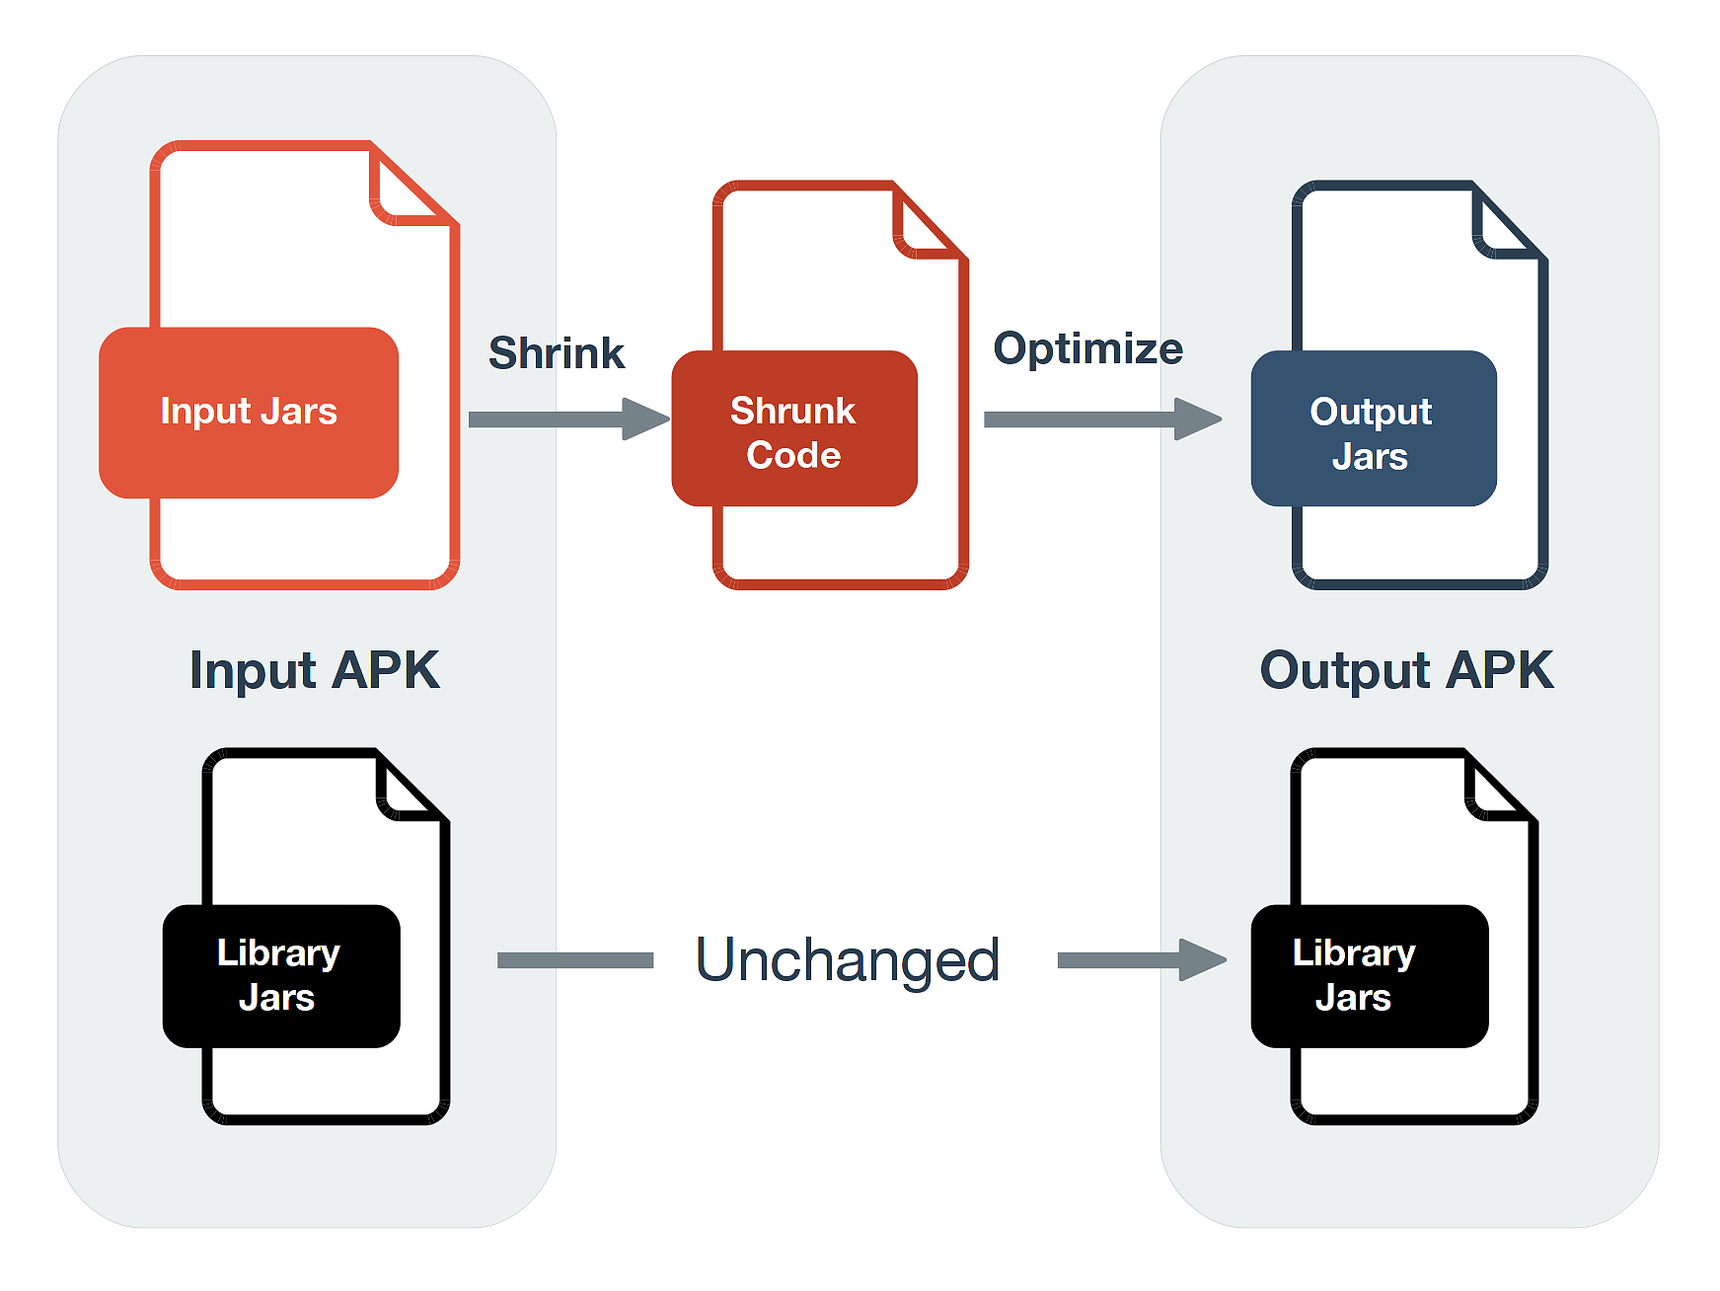 Shrink
Optimize
Input Jars
Shrunk
Code
Output
Jars
Input APK
Output APK
Library
Jars
Unchanged
Library
Jars